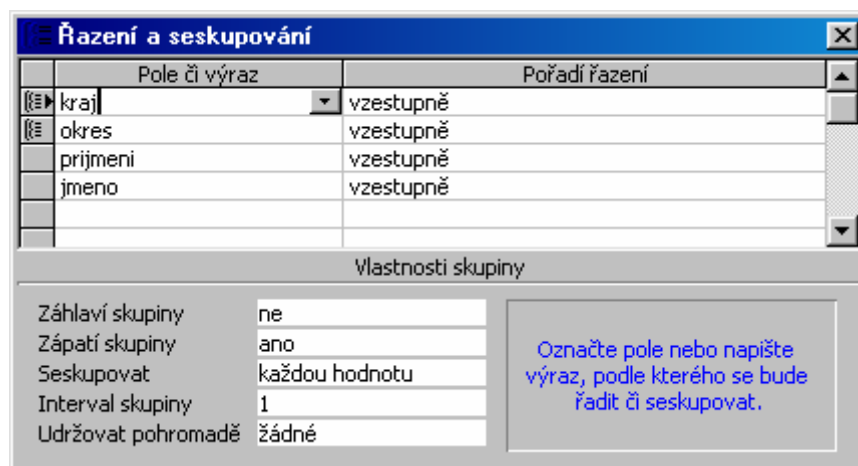 Řazení a seskupování
Pole či výraz Pořadí řazení
kraj vzestupně
okres vzestupně
prijmeni vzestupně
jmeno vzestupně
Vlastnosti skupiny
Záhlaví skupiny ne
Zápatí skupiny ano
Seskupovat každou hodnotu
Interval skupiny 1
Udržovat pohromadě žádné
Označte pole nebo napište
výraz, podle kterého se bude
řadit či seskupovat.